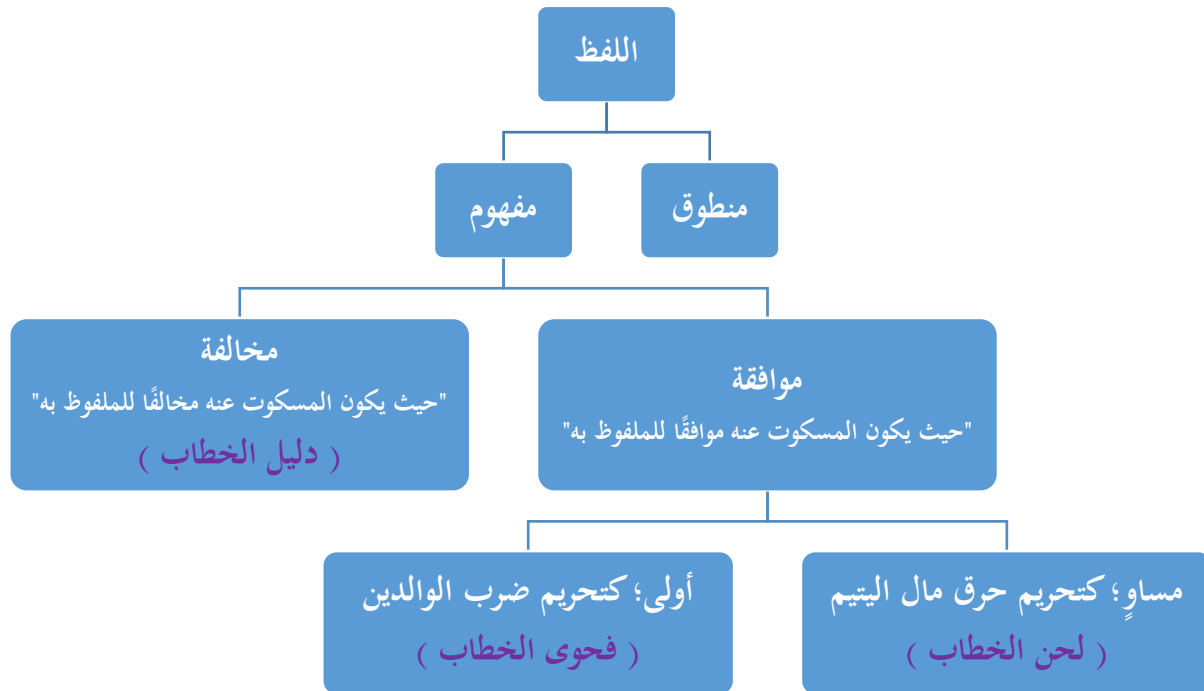 اللفظ
منطوق
مفهوم
موافقة
"حيث يكون المسكوت عنه موافقًا للملفوظ به"
مخالفة
"حيث يكون المسكوت عنه مخالفًا للملفوظ به"
( دليل الخطاب )
مساوٍ؛ كتحريم حرق مال اليتيم
( لحن الخطاب )
أولى؛ كتحريم ضرب الوالدين
( فحوى الخطاب )